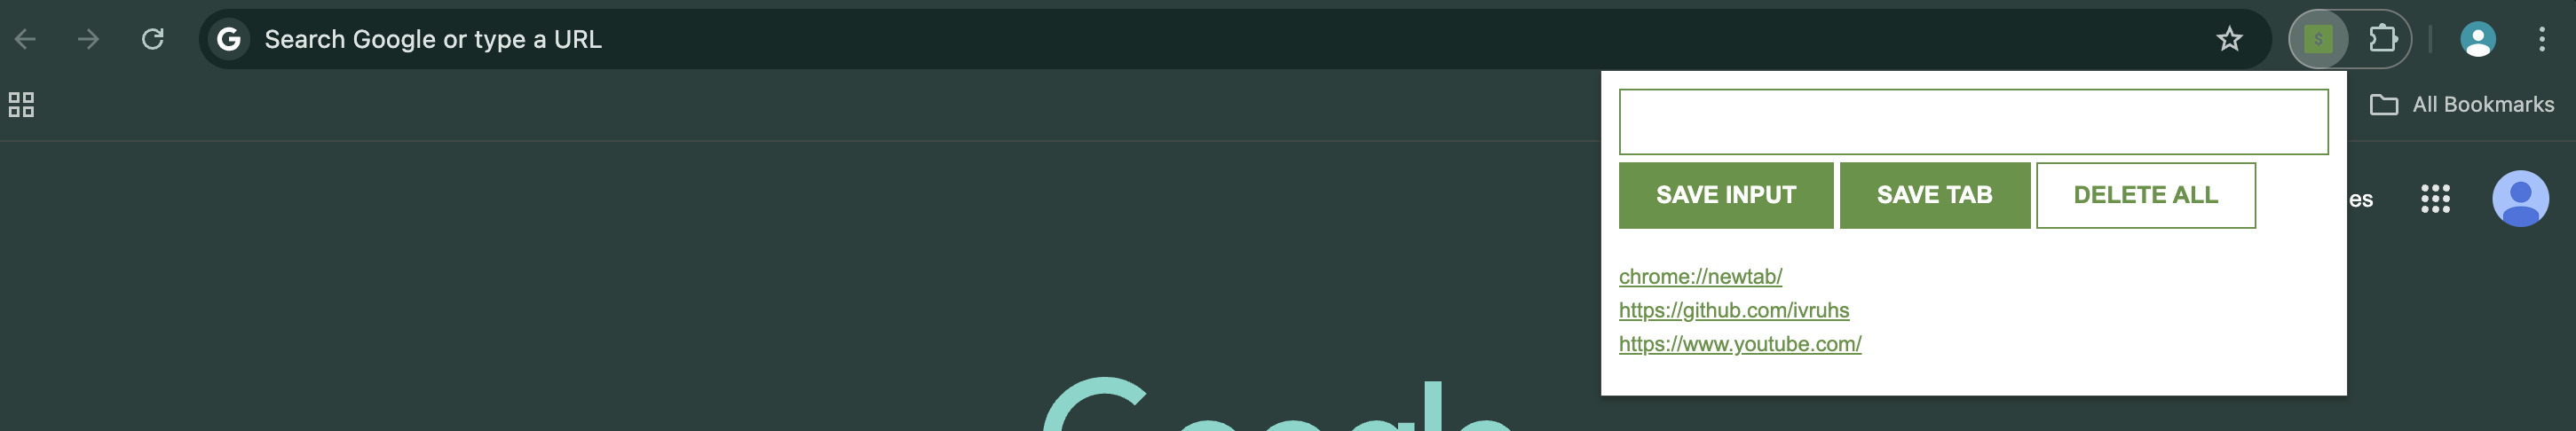 G Search Google or type a URL
$
All Bookmarks
SAVE INPUT SAVE TAB DELETE ALL
es
chrome://newtab/
https://github.com/ivruhs
https://www.youtube.com/
Google